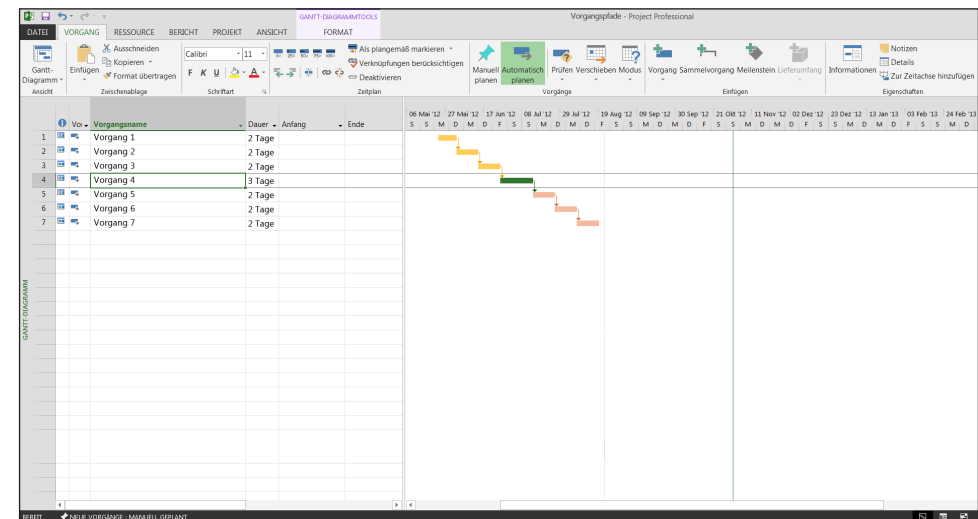 GANTT-DIAGRAMMTOOLS
Vorgangspfade - Project Professional
DATEI VORGANG RESSOURCE BERICHT PROJEKT ANSICHT FORMAT
Gantt-Diagramm
Ansicht
Einfügen
Ausschneiden
Kopieren
Format übertragen
Zwischenablage
Calibri 11
F K U A
Schriftart
Als plangemäß markieren
Verknüpfungen berücksichtigen
Deaktivieren
Zeitplan
Manuell planen
Automatisch planen
Prüfen Verschieben Modus
Vorgänge
Vorgang Sammelvorgang Meilenstein Lieferumfang
Einfügen
Informationen
Notizen
Details
Zur Zeitachse hinzufügen
Eigenschaften
Vor Vorgangsname Dauer Anfang Ende
06 Mai '12 27 Mai '12 17 Jun '12 08 Jul '12 29 Jul '12 19 Aug '12 09 Sep '12 30 Sep '12 21 Okt '12 11 Nov '12 02 Dez '12 23 Dez '12 13 Jan '13 03 Feb '13 24 Feb '13
S S M D M D F S S M D M D F S S M D M D F S S M D M D F S S M D M D F S S M D
1 Vorgang 1 2 Tage
2 Vorgang 2 2 Tage
3 Vorgang 3 2 Tage
4 Vorgang 4 3 Tage
5 Vorgang 5 2 Tage
6 Vorgang 6 2 Tage
7 Vorgang 7 2 Tage
GANTT-DIAGRAMM
BEREIT NEUE VORGÄNGE : MANUELL GEPLANT